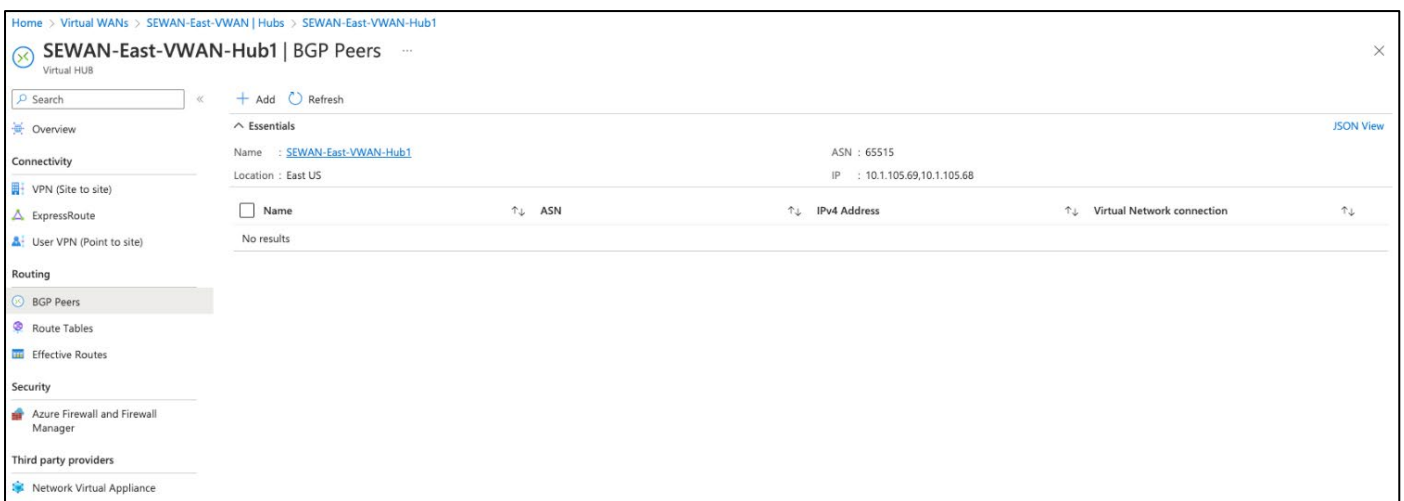 Home > Virtual WANs > SEWAN-East-VWAN | Hubs > SEWAN-East-VWAN-Hub1
SEWAN-East-VWAN-Hub1 | BGP Peers ...
Virtual HUB
Search
Overview
Connectivity
VPN (Site to site)
ExpressRoute
User VPN (Point to site)
Routing
BGP Peers
Route Tables
Effective Routes
Security
Azure Firewall and Firewall
Manager
Third party providers
Network Virtual Appliance
Add Refresh
Essentials JSON View
Name : SEWAN-East-VWAN-Hub1 ASN : 65515
Location : East US IP : 10.1.105.69,10.1.105.68
Name ASN IPv4 Address Virtual Network connection
No results